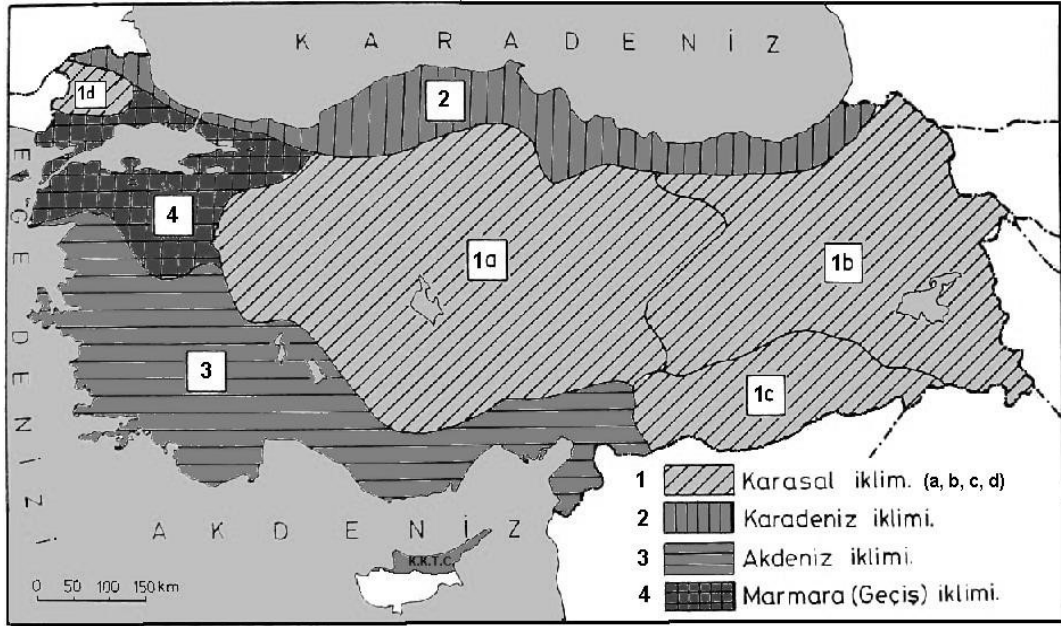 K A R A D E N İ Z
1d
2
4
1a
1b
3
1c
E G E D E N İ Z İ
A K D E N İ Z
K.K.T.C.
0 50 100 150 km
1 Karasal iklim. (a, b, c, d)
2 Karadeniz iklimi.
3 Akdeniz iklimi.
4 Marmara (Geçiş) iklimi.